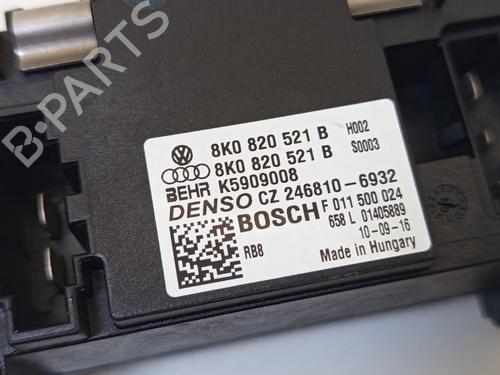 8K0 820 521 B H002
8K0 820 521 B S0003
BEHR K5909008
DENSO CZ 246810-6932
BOSCH F 011 500 024
658 L 01405889
RB8 10-09-16
Made in Hungary
B-PARTS